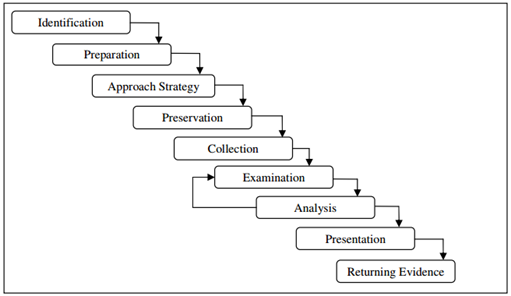 Identification
Preparation
Approach Strategy
Preservation
Collection
Examination
Analysis
Presentation
Returning Evidence